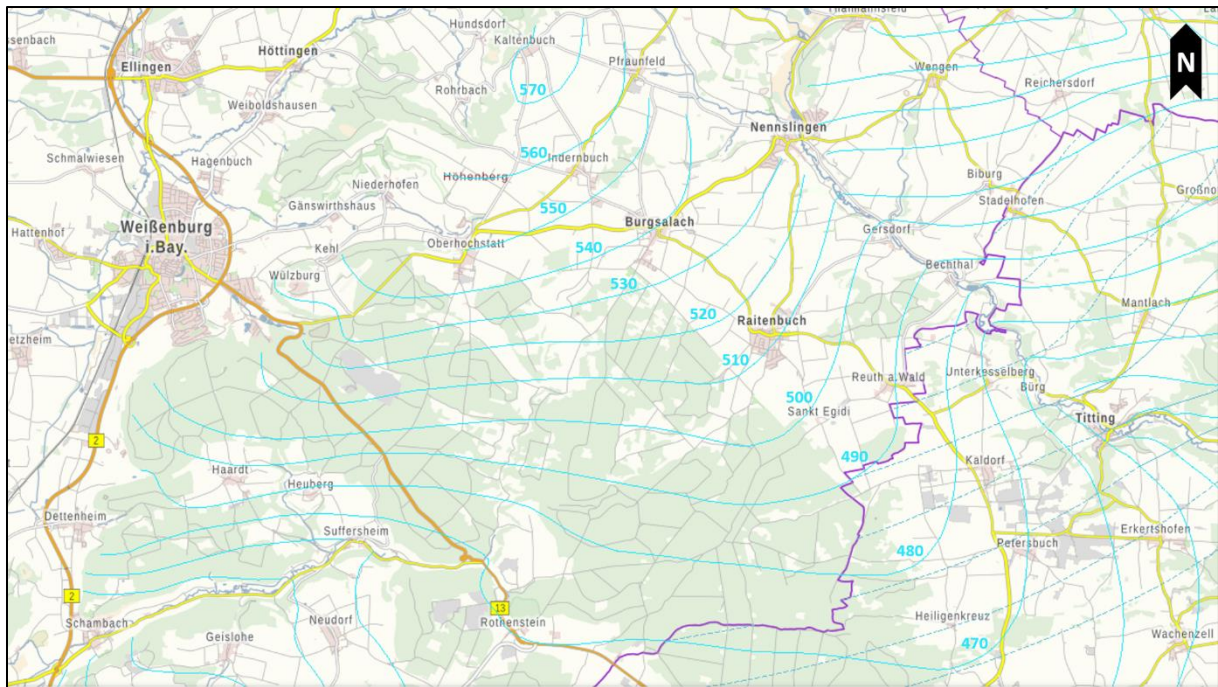 Hundsdorf
Kaltenbuch
Höttingen
Pfraunfeld
Ellingen
Wengen
Reichersdorf
570
Rohrbach
Weiboldshausen
Nennslingen
N
Schmalwiesen
Hagenbuch
560
Indernbuch
Höhenberg
Niederhofen
Biburg
Gänswirthshaus
550
Stadelhofen
Weißenburg
i.Bay.
Hattenhof
Burgsalach
Gersdorf
Kehl
Oberhochstatt
540
Bechthal
Wülzburg
530
Mantlach
520
Raitenbuch
510
Reuth a.Wald
Unterkesselberg
Bürg
500
Sankt Egidi
Titting
2
490
Kaldorf
Haardt
Heuberg
Dettenheim
Suffersheim
Erkertshofen
480
Petersbuch
2
13
Schambach
Neudorf
Rothenstein
Heiligenkreuz
Geislohe
470
Wachenzell